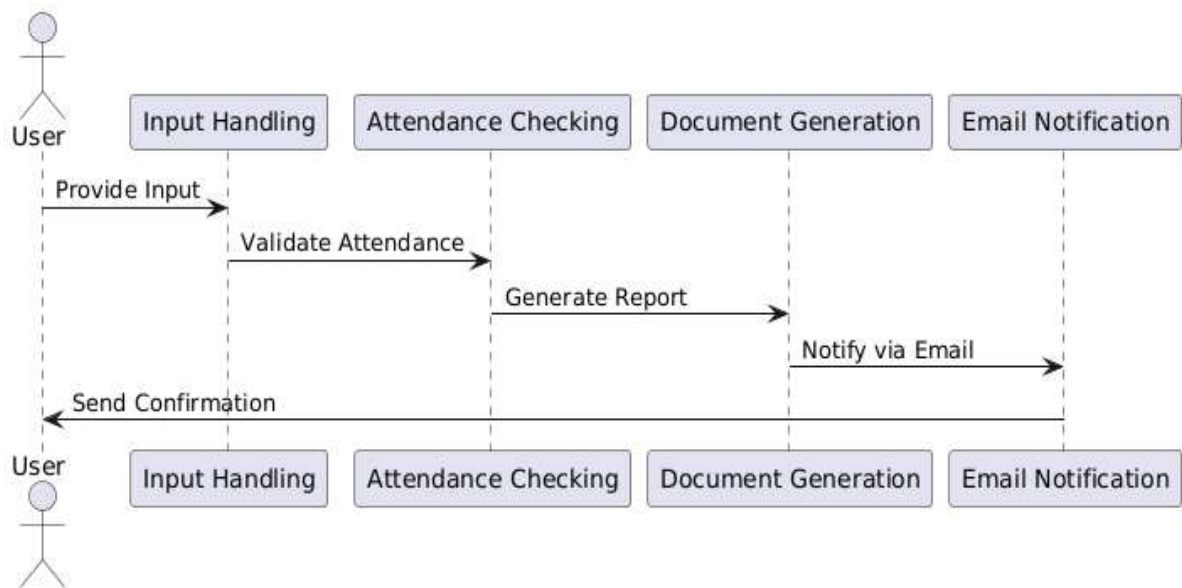 User
Input Handling
Attendance Checking
Document Generation
Email Notification
Provide Input
Validate Attendance
Generate Report
Notify via Email
Send Confirmation
User
Input Handling
Attendance Checking
Document Generation
Email Notification